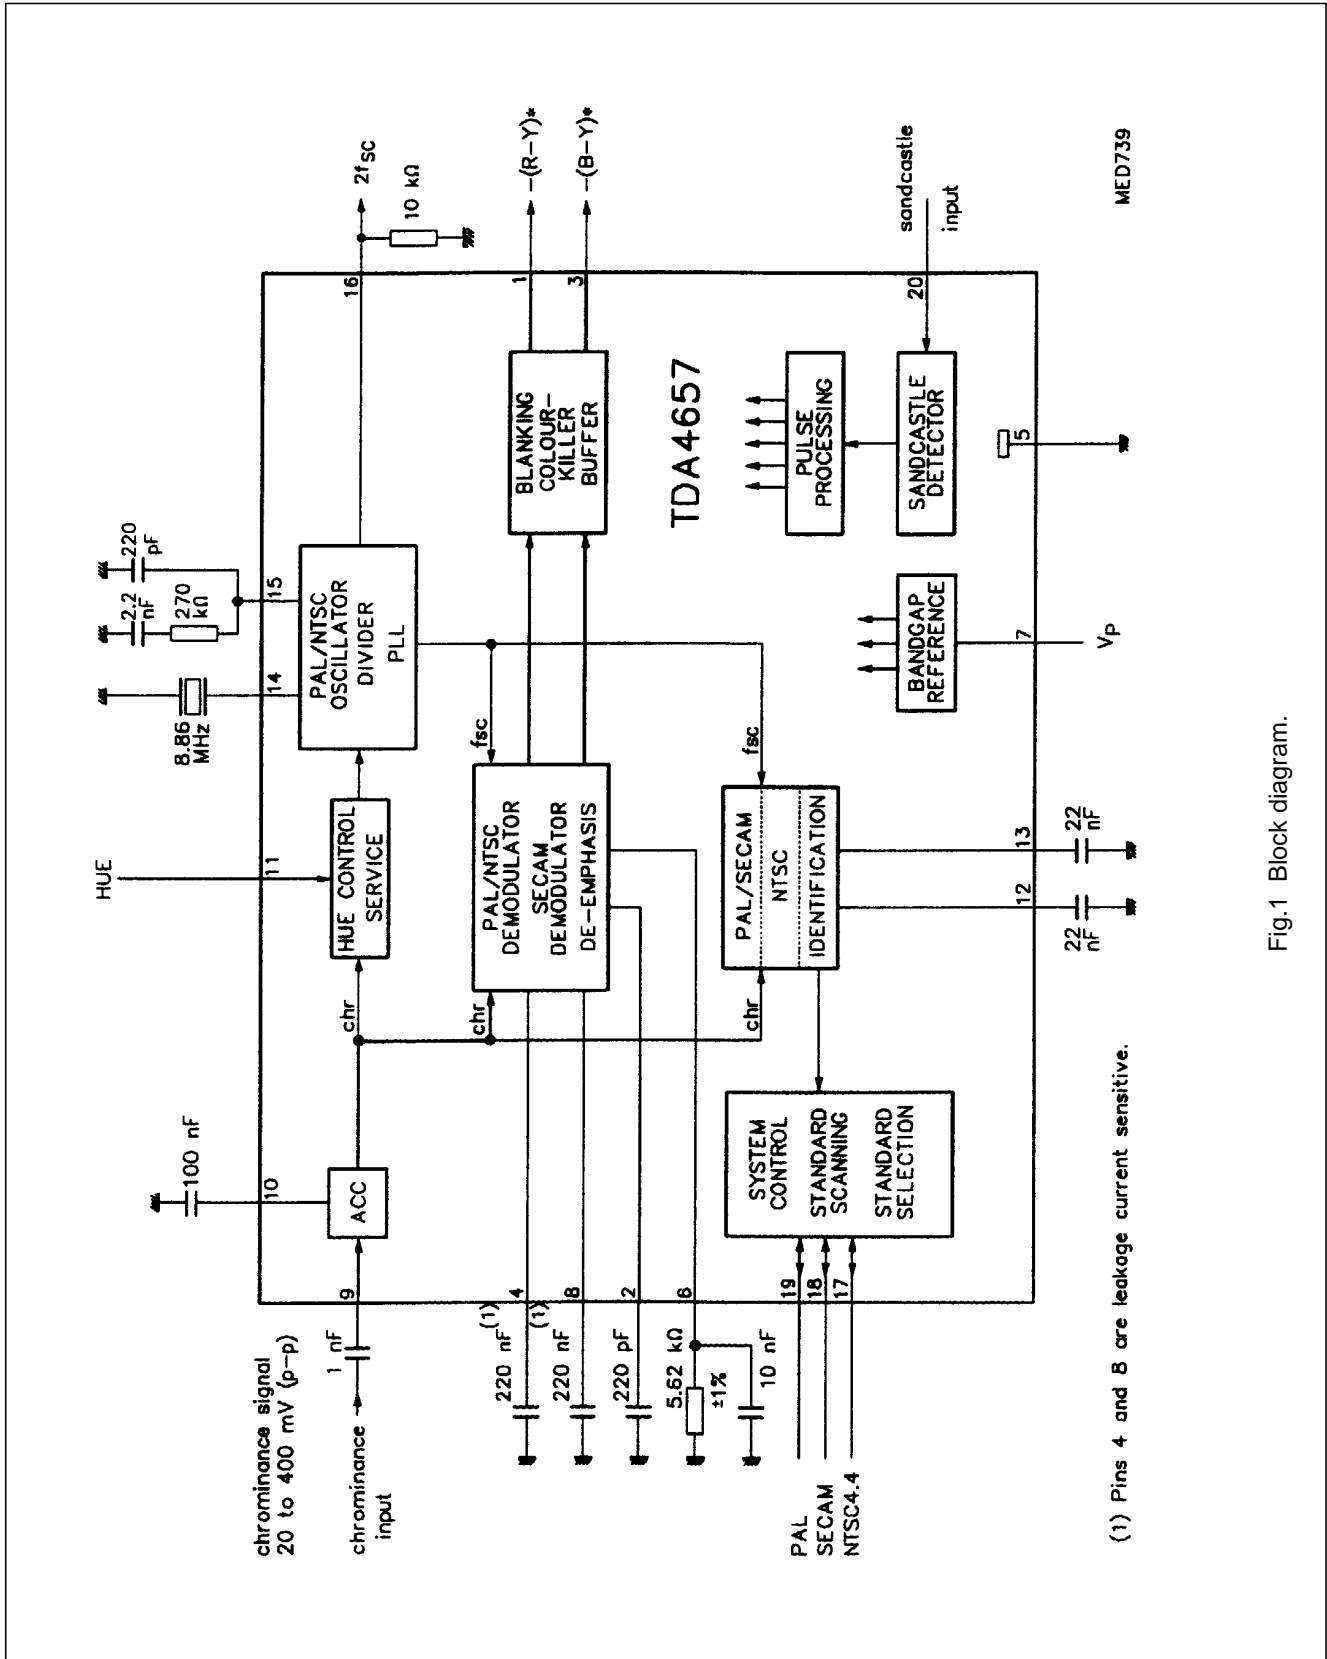 chrominance signal
20 to 400 mV (p-p)
chrominance
input
1 nF
9
100 nF
10
ACC
chr
HUE
11
HUE CONTROL
SERVICE
8.86
MHz
14
2.2
nF
270
kΩ
220
pF
15
PAL/NTSC
OSCILLATOR
DIVIDER
PLL
16
2fsc
10 kΩ
fsc
chr
PAL/NTSC
DEMODULATOR
SECAM
DEMODULATOR
DE-EMPHASIS
BLANKING
COLOUR-
KILLER
BUFFER
1
-(R-Y)*
3
-(B-Y)*
220 nF
(1)
4
220 nF
(1)
8
220 pF
2
5.62 kΩ
±1%
10 nF
6
TDA4657
chr
fsc
PAL/SECAM
NTSC
IDENTIFICATION
SYSTEM
CONTROL
STANDARD
SCANNING
STANDARD
SELECTION
PAL
19
SECAM
18
NTSC4.4
17
PULSE
PROCESSING
SANDCASTLE
DETECTOR
20
sandcastle
input
BANDGAP
REFERENCE
12
22
nF
13
22
nF
7
VP
5
(1) Pins 4 and 8 are leakage current sensitive.
MED739
Fig.1 Block diagram.